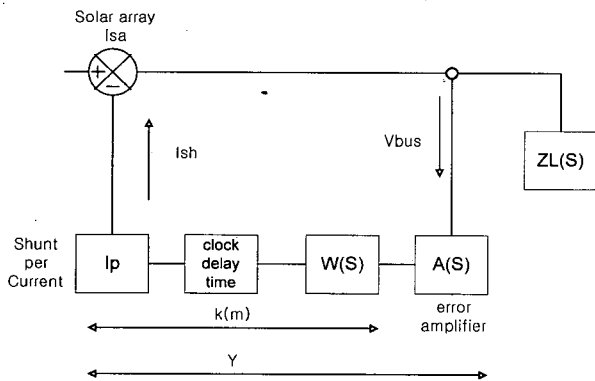 Solar array
Isa
+
−
Ish
Vbus
ZL(S)
Shunt
per
Current
Ip
clock
delay
time
W(S)
A(S)
error
amplifier
k(m)
Y